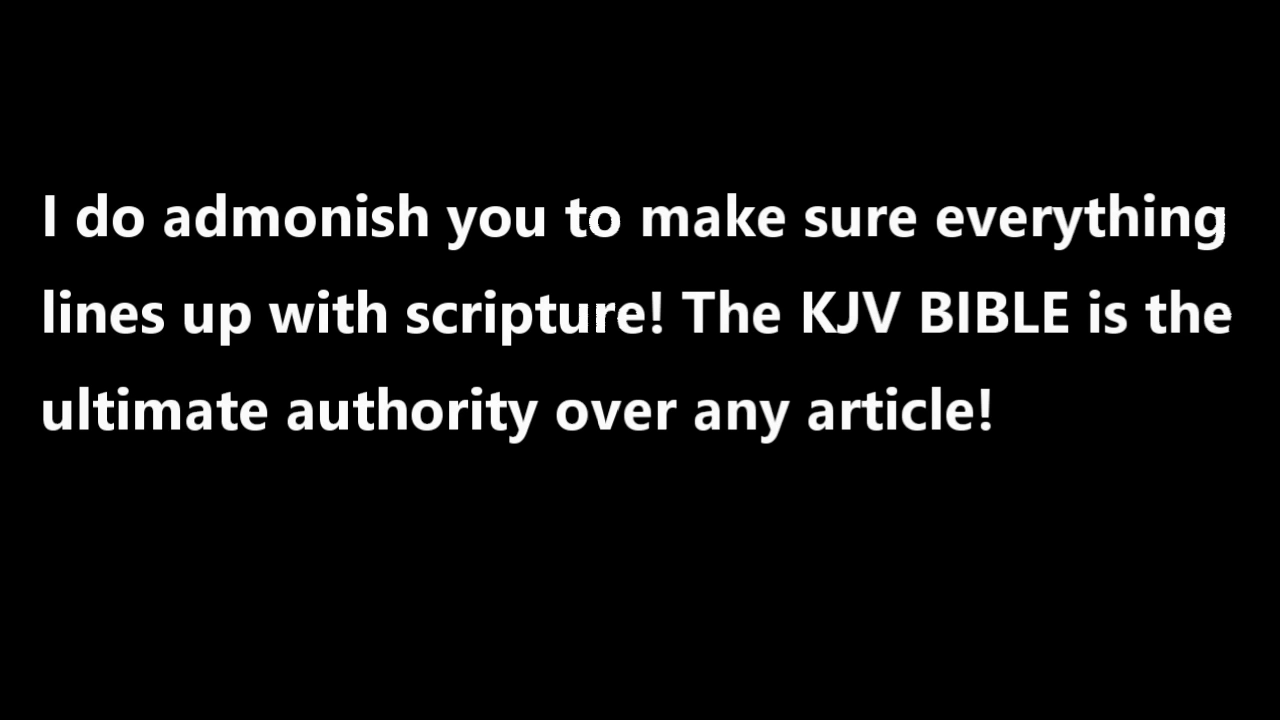 I do admonish you to make sure everything
lines up with scripture! The KJV BIBLE is the
ultimate authority over any article!